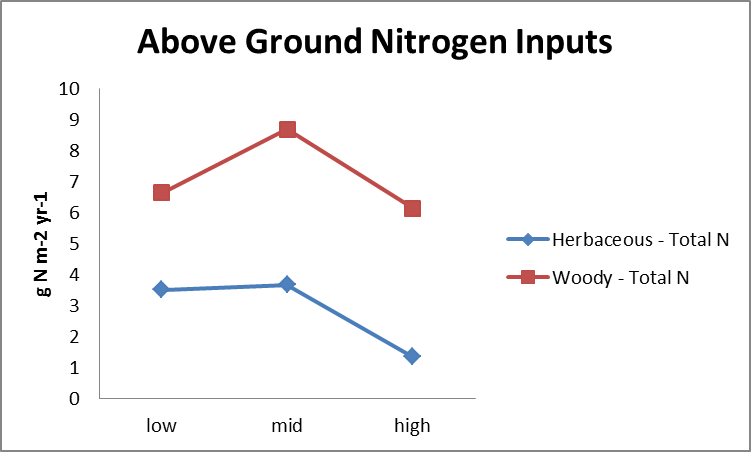 Above Ground Nitrogen Inputs
10
9
8
7
6
5
4
3
2
1
0
g N m-2 yr-1
low mid high
Herbaceous - Total N
Woody - Total N